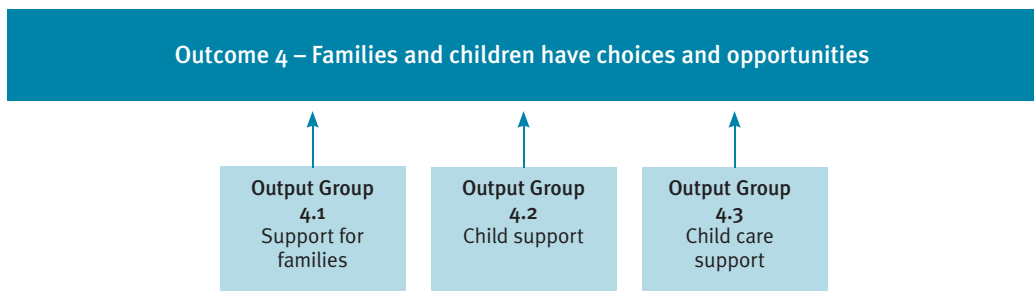 Outcome 4 – Families and children have choices and opportunities
Output Group
4.1
Support for
families
Output Group
4.2
Child support
Output Group
4.3
Child care
support